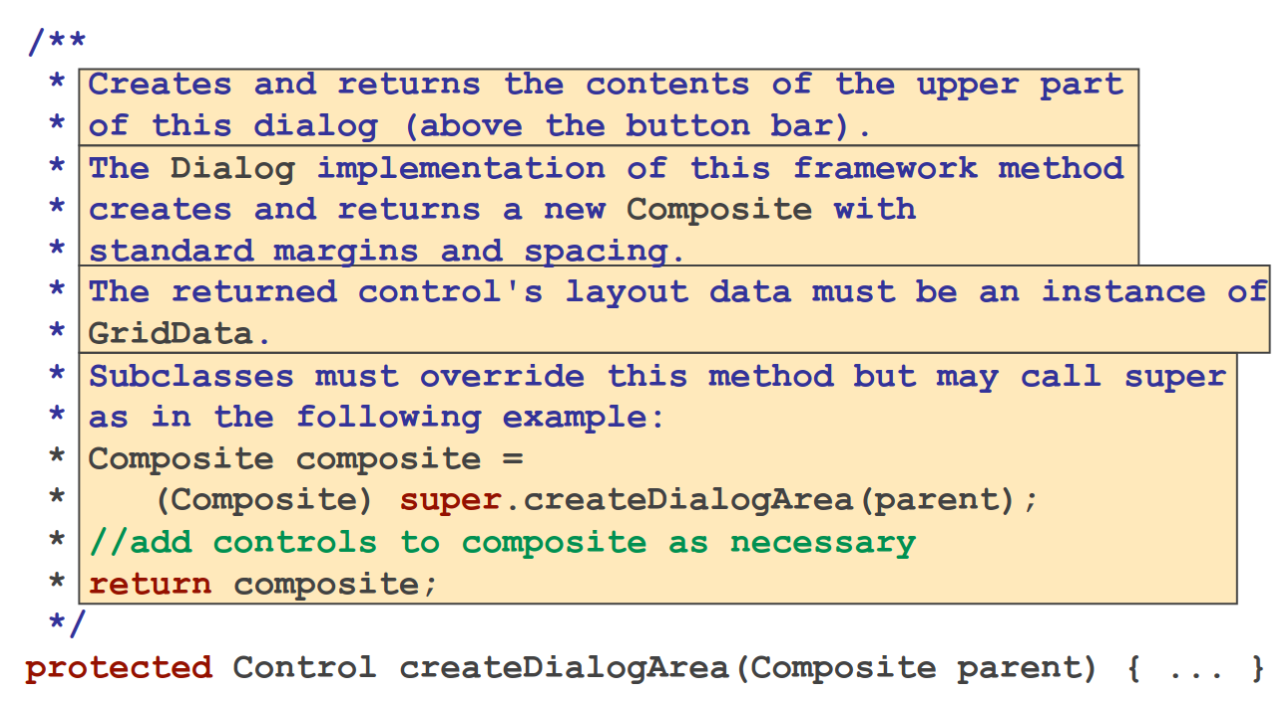 /**
* Creates and returns the contents of the upper part
* of this dialog (above the button bar).
* The Dialog implementation of this framework method
* creates and returns a new Composite with
* standard margins and spacing.
* The returned control's layout data must be an instance of
* GridData.
* Subclasses must override this method but may call super
* as in the following example:
* Composite composite =
*    (Composite) super.createDialogArea(parent);
* //add controls to composite as necessary
* return composite;
*/
protected Control createDialogArea(Composite parent) { ... }